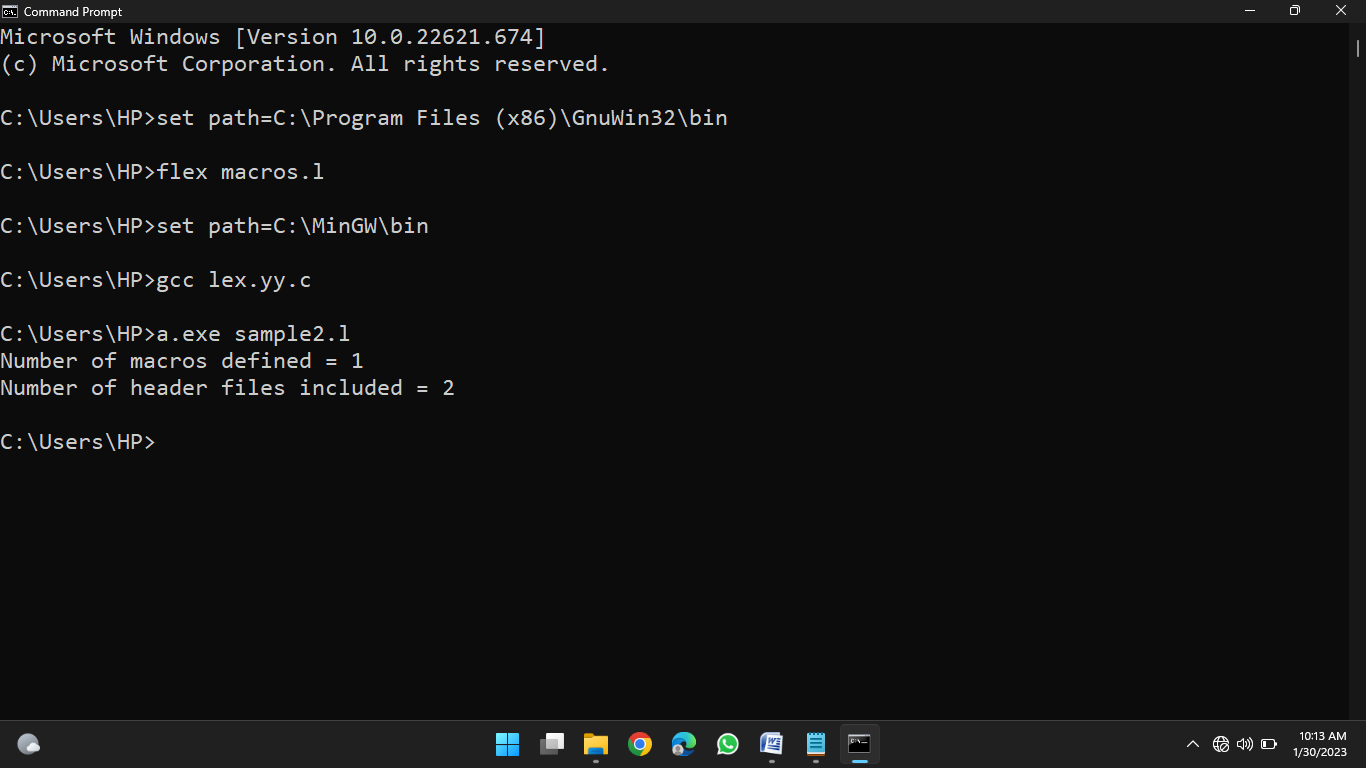 Command Prompt
Microsoft Windows [Version 10.0.22621.674]
(c) Microsoft Corporation. All rights reserved.
C:\Users\HP>set path=C:\Program Files (x86)\GnuWin32\bin
C:\Users\HP>flex macros.l
C:\Users\HP>set path=C:\MinGW\bin
C:\Users\HP>gcc lex.yy.c
C:\Users\HP>a.exe sample2.l
Number of macros defined = 1
Number of header files included = 2
C:\Users\HP>
10:13 AM
1/30/2023